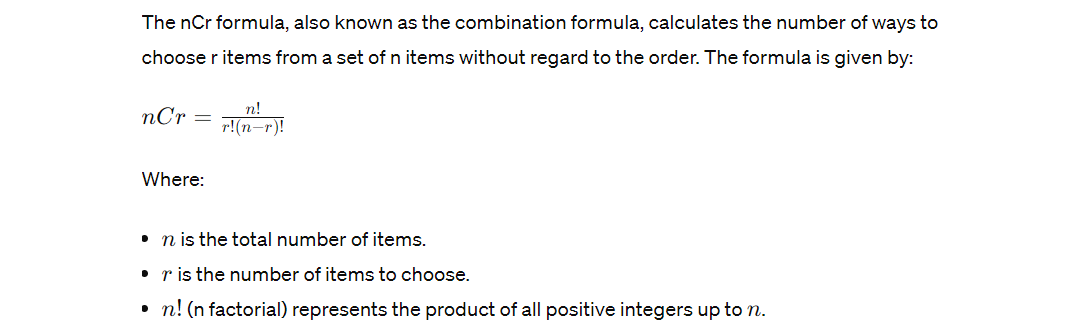 The nCr formula, also known as the combination formula, calculates the number of ways to
choose r items from a set of n items without regard to the order. The formula is given by:
nCr = n! / r!(n−r)!
Where:
• n is the total number of items.
• r is the number of items to choose.
• n! (n factorial) represents the product of all positive integers up to n.